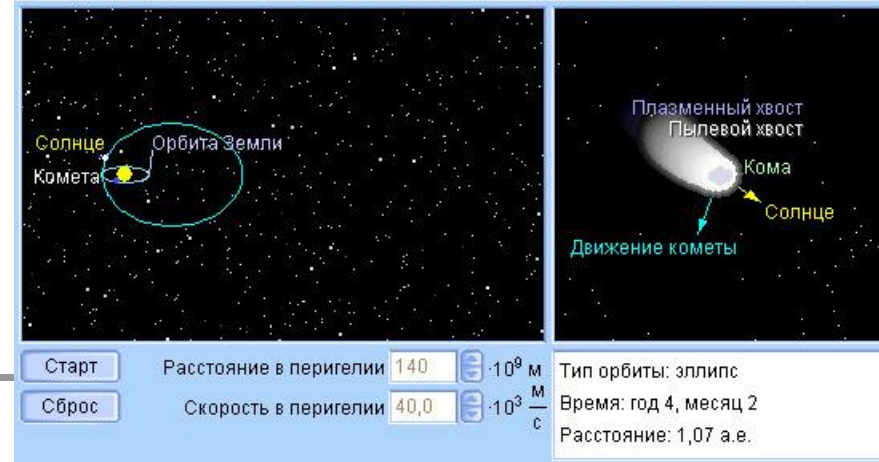 Солнце
Орбита Земли
Комета
Плазменный хвост
Пылевой хвост
Кома
Солнце
Движение кометы
Старт
Расстояние в перигелии 140 ·10⁹ м
Сброс
Скорость в перигелии 40,0 ·10³ м/с
Тип орбиты: эллипс
Время: год 4, месяц 2
Расстояние: 1,07 а.е.